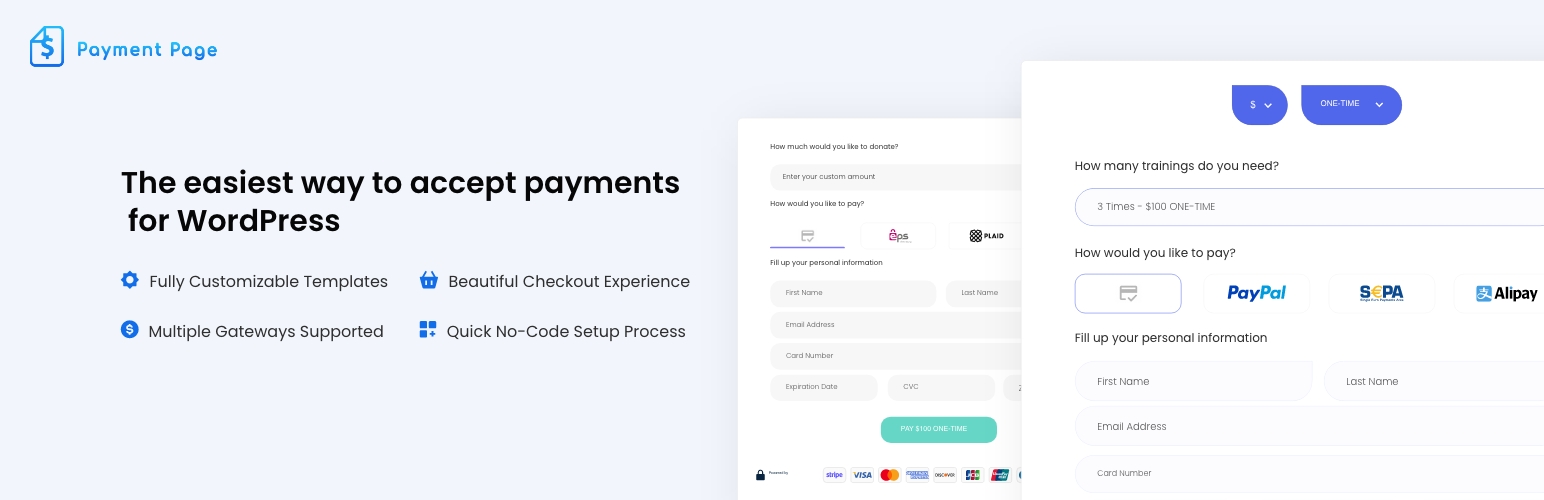 Payment Page
The easiest way to accept payments
for WordPress
Fully Customizable Templates
Beautiful Checkout Experience
Multiple Gateways Supported
Quick No-Code Setup Process
How much would you like to donate?
Enter your custom amount
How would you like to pay?
eps
PLAID
Fill up your personal information
First Name
Last Name
Email Address
Card Number
Expiration Date
CVC
PAY $100 ONE-TIME
Powered by
stripe
VISA
DISCOVER
JCB
$
ONE-TIME
How many trainings do you need?
3 Times - $100 ONE-TIME
How would you like to pay?
PayPal
S€PA
Alipay
Fill up your personal information
First Name
Last Name
Email Address
Card Number